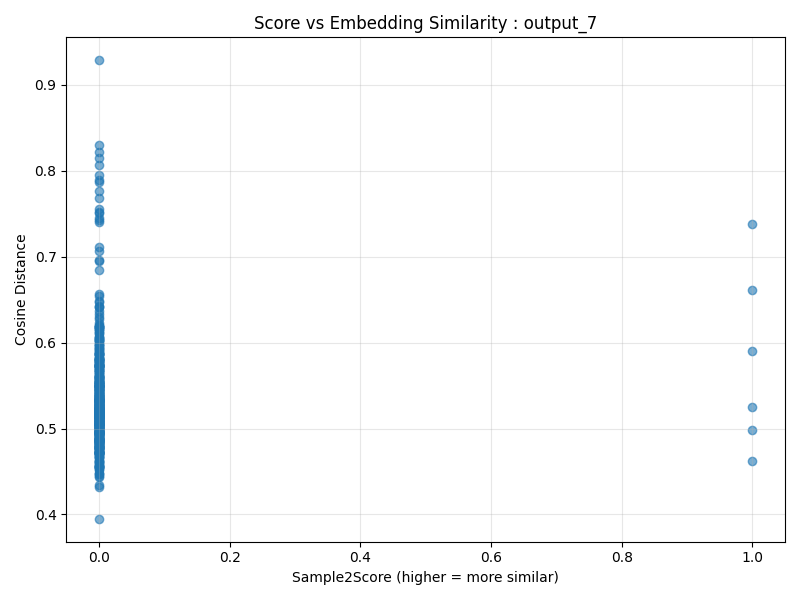 Score vs Embedding Similarity : output_7
Cosine Distance
0.9
0.8
0.7
0.6
0.5
0.4
0.0 0.2 0.4 0.6 0.8 1.0
Sample2Score (higher = more similar)